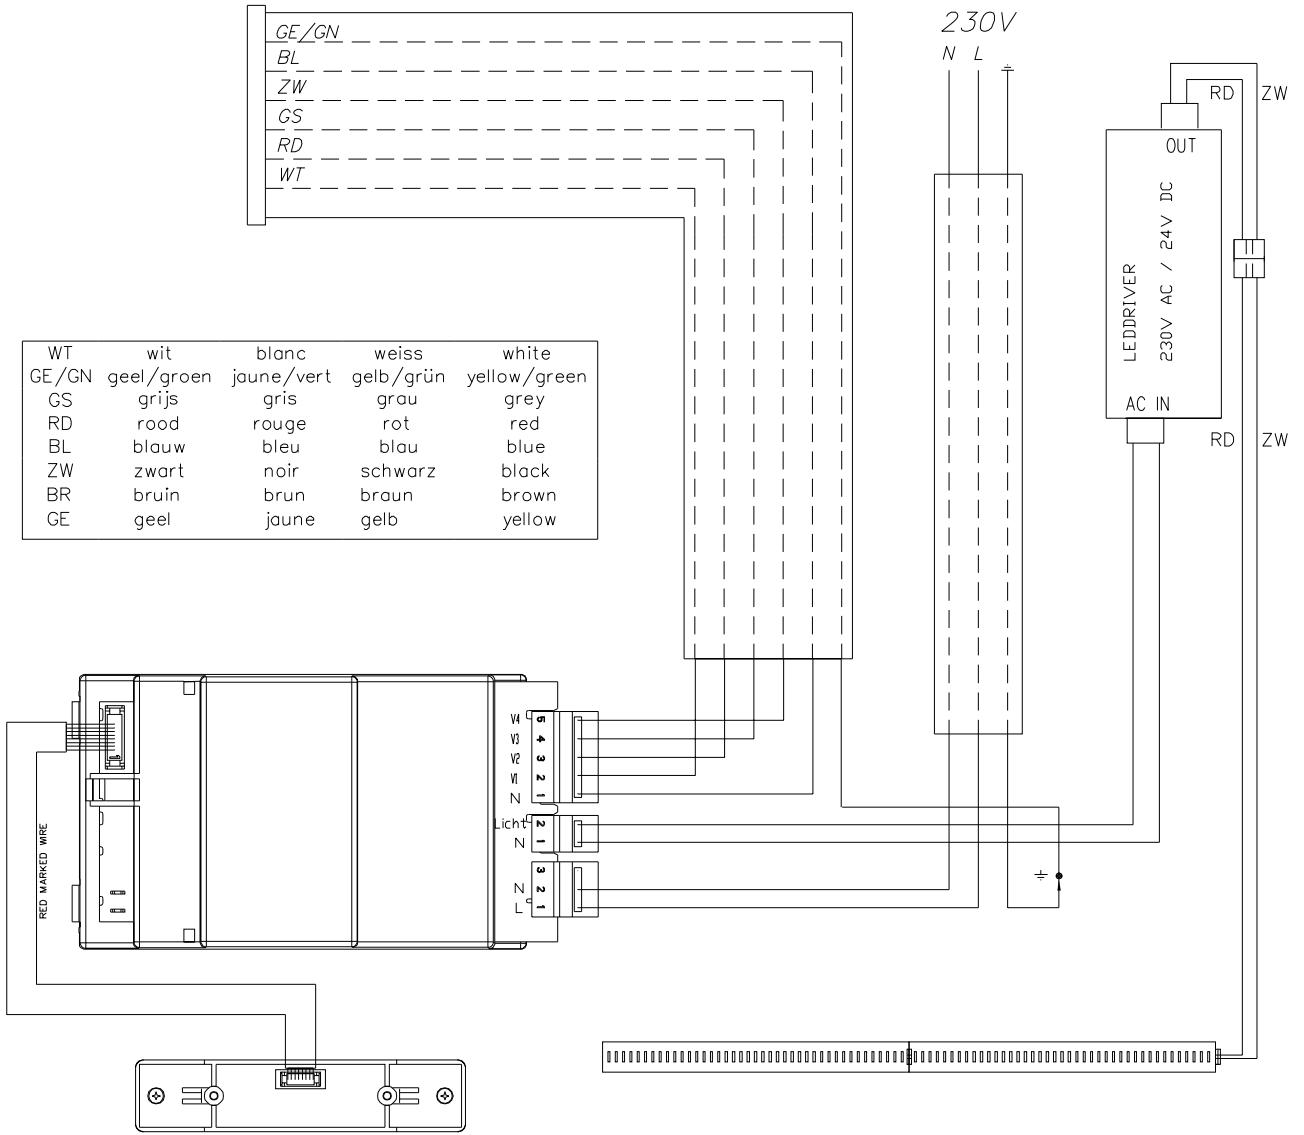 GE/GN
BL
ZW
GS
RD
WT
230V
N L
RD ZW
OUT
LEDDRIVER
230V AC / 24V DC
AC IN
RD ZW
WT wit blanc weiss white
GE/GN geel/groen jaune/vert gelb/grün yellow/green
GS grijs gris grau grey
RD rood rouge rot red
BL blauw bleu blau blue
ZW zwart noir schwarz black
BR bruin brun braun brown
GE geel jaune gelb yellow
V4 5
V3 4
V2 3
V1 2
N 1
Licht 2
N 1
3
N 2
L 1
RED MARKED WIRE